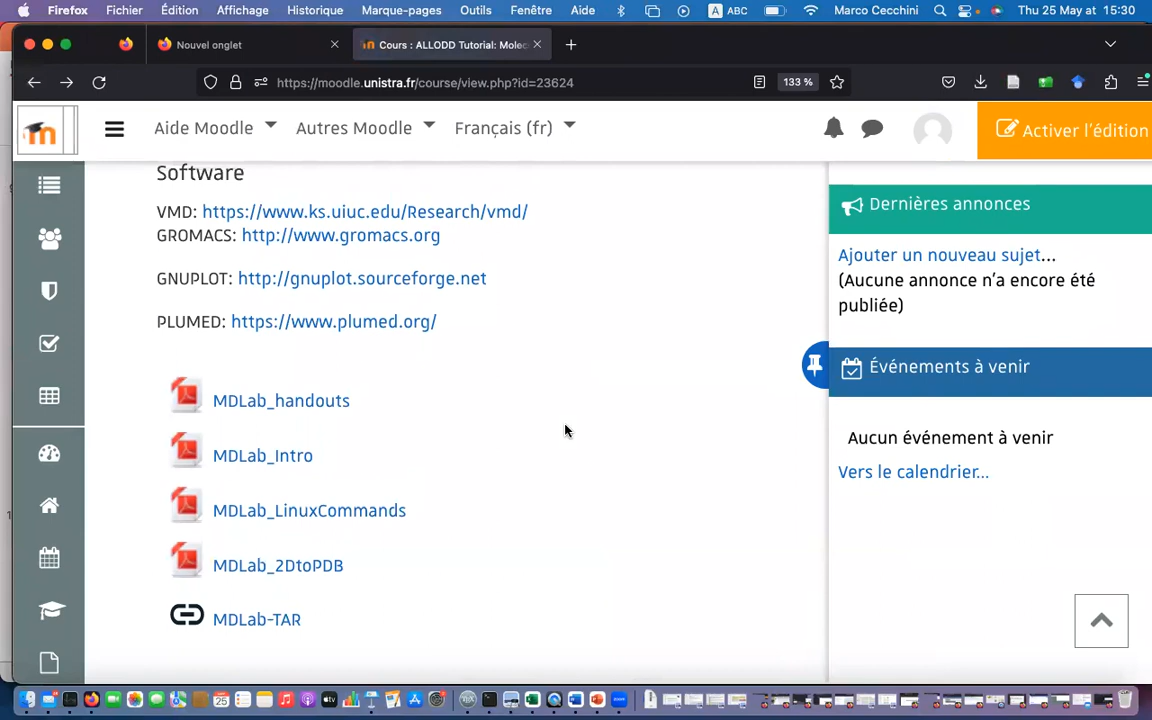 Firefox Fichier Édition Affichage Historique Marque-pages Outils Fenêtre Aide A ABC Marco Cecchini Thu 25 May at 15:30
Nouvel onglet
Cours : ALLODD Tutorial: Molec
https://moodle.unistra.fr/course/view.php?id=23624
133 %
Aide Moodle Autres Moodle Français (fr)
Activer l'édition
Software
VMD: https://www.ks.uiuc.edu/Research/vmd/
GROMACS: http://www.gromacs.org
GNUPLOT: http://gnuplot.sourceforge.net
PLUMED: https://www.plumed.org/
MDLab_handouts
MDLab_Intro
MDLab_LinuxCommands
MDLab_2DtoPDB
MDLab-TAR
Dernières annonces
Ajouter un nouveau sujet...
(Aucune annonce n'a encore été
publiée)
Événements à venir
Aucun événement à venir
Vers le calendrier...